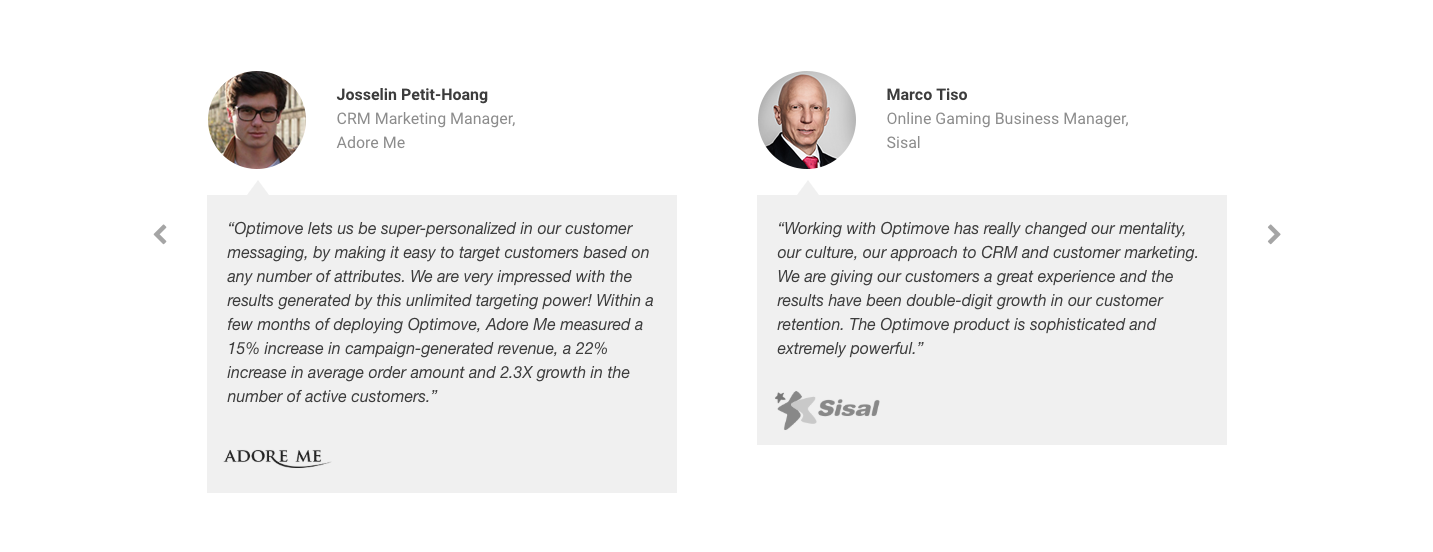 Josselin Petit-Hoang
CRM Marketing Manager,
Adore Me
“Optimove lets us be super-personalized in our customer
messaging, by making it easy to target customers based on
any number of attributes. We are very impressed with the
results generated by this unlimited targeting power! Within a
few months of deploying Optimove, Adore Me measured a
15% increase in campaign-generated revenue, a 22%
increase in average order amount and 2.3X growth in the
number of active customers.”
ADORE ME
Marco Tiso
Online Gaming Business Manager,
Sisal
“Working with Optimove has really changed our mentality,
our culture, our approach to CRM and customer marketing.
We are giving our customers a great experience and the
results have been double-digit growth in our customer
retention. The Optimove product is sophisticated and
extremely powerful.”
Sisal